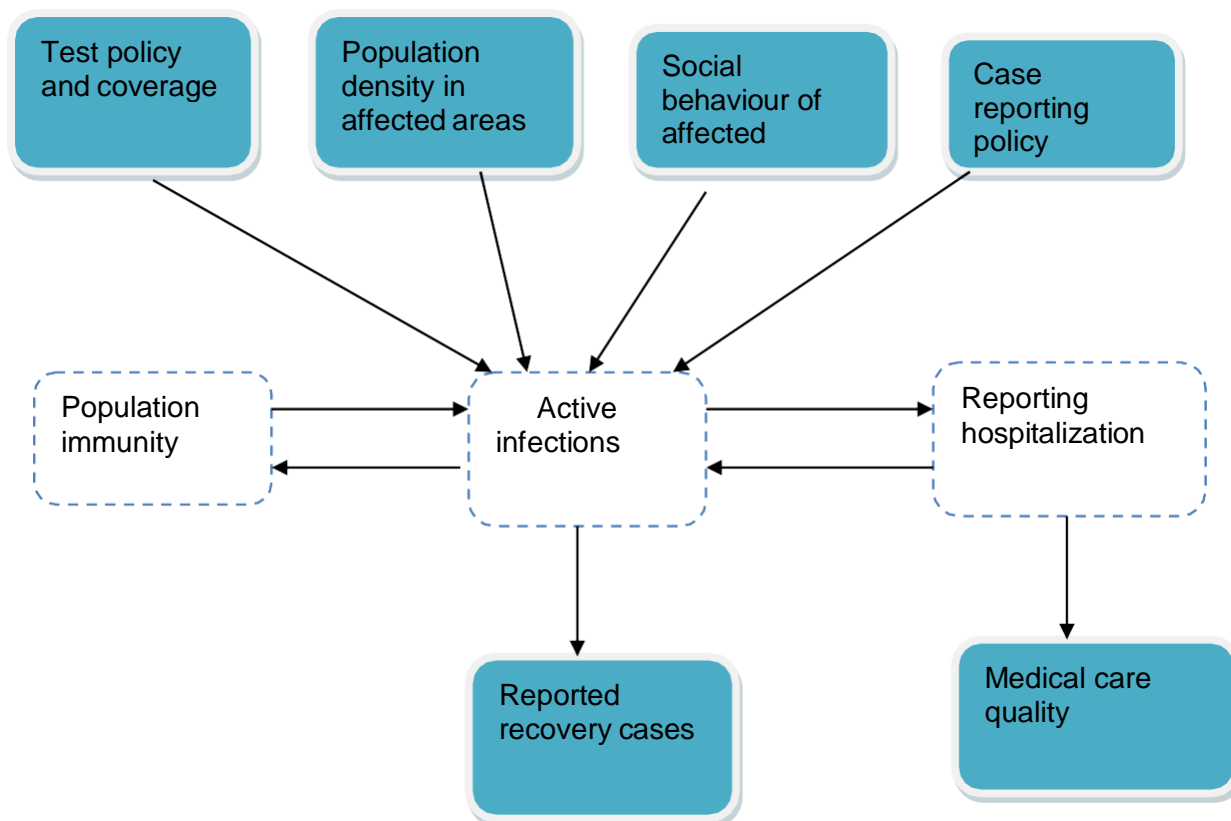 Test policy
and coverage
Population
density in
affected areas
Social
behaviour of
affected
Case
reporting
policy
Population
immunity
Active
infections
Reporting
hospitalization
Reported
recovery cases
Medical care
quality